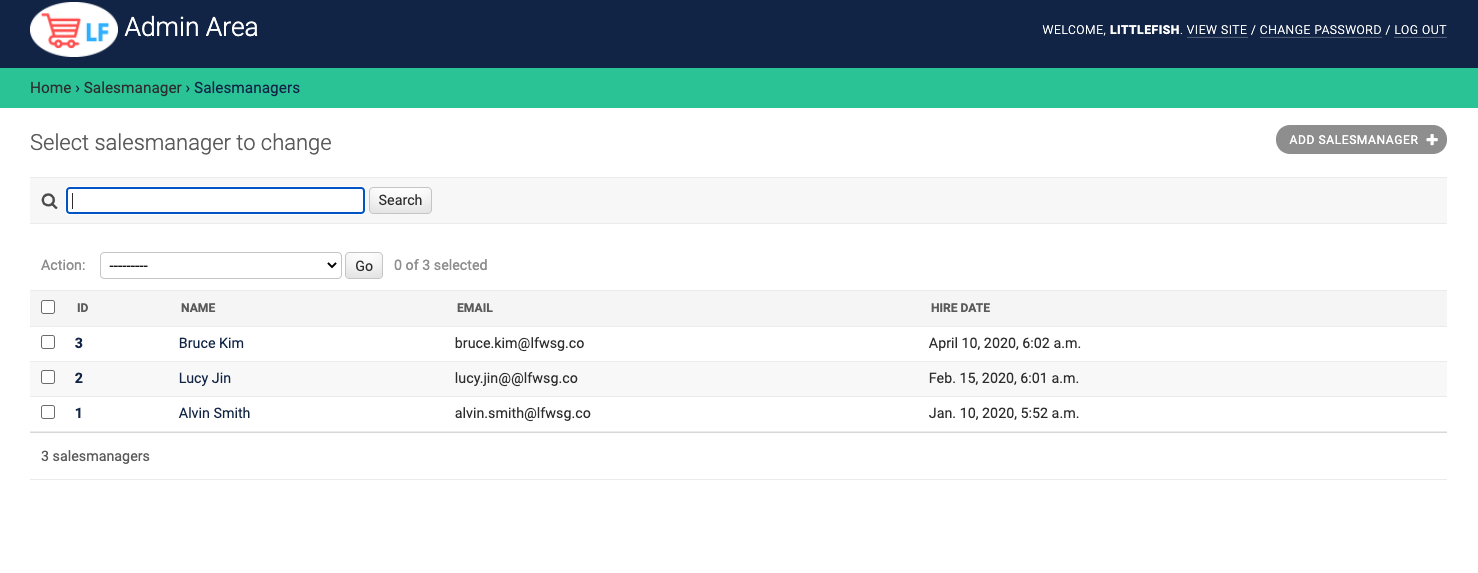 LF Admin Area
WELCOME, LITTLEFISH. VIEW SITE / CHANGE PASSWORD / LOG OUT
Home › Salesmanager › Salesmanagers
Select salesmanager to change
ADD SALESMANAGER +
Search
Action: --------- Go 0 of 3 selected
ID NAME EMAIL HIRE DATE
3 Bruce Kim bruce.kim@lfwsg.co April 10, 2020, 6:02 a.m.
2 Lucy Jin lucy.jin@@lfwsg.co Feb. 15, 2020, 6:01 a.m.
1 Alvin Smith alvin.smith@lfwsg.co Jan. 10, 2020, 5:52 a.m.
3 salesmanagers